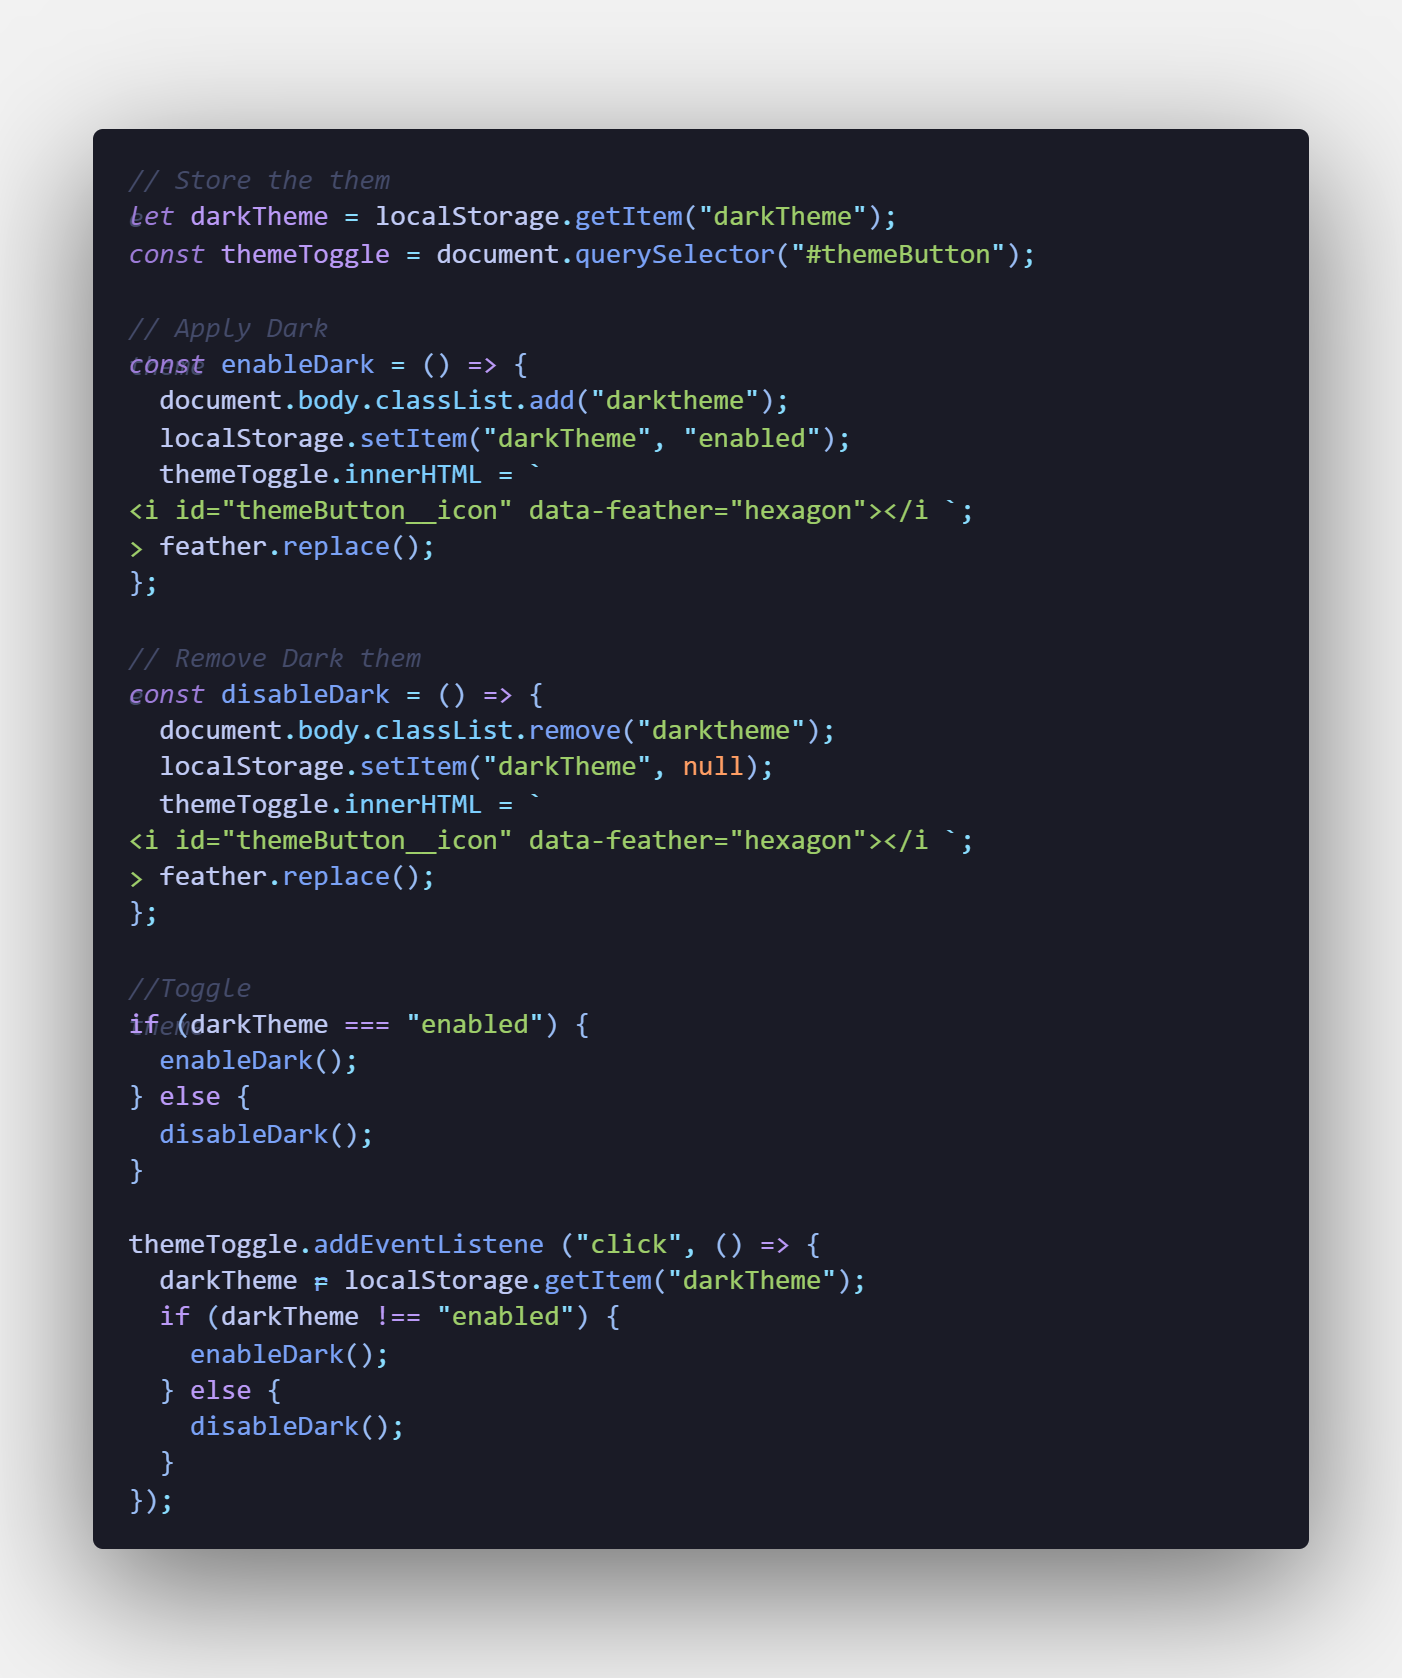 // Store the them
e
let darkTheme = localStorage.getItem("darkTheme");
const themeToggle = document.querySelector("#themeButton");
// Apply Dark
theme
const enableDark = () => {
  document.body.classList.add("darktheme");
  localStorage.setItem("darkTheme", "enabled");
  themeToggle.innerHTML = `
<i id="themeButton__icon" data-feather="hexagon"></i `;
> feather.replace();
};
// Remove Dark them
e
const disableDark = () => {
  document.body.classList.remove("darktheme");
  localStorage.setItem("darkTheme", null);
  themeToggle.innerHTML = `
<i id="themeButton__icon" data-feather="hexagon"></i `;
> feather.replace();
};
//Toggle
theme
if (darkTheme === "enabled") {
  enableDark();
} else {
  disableDark();
}
themeToggle.addEventListene ("click", () => {
r
  darkTheme = localStorage.getItem("darkTheme");
  if (darkTheme !== "enabled") {
    enableDark();
  } else {
    disableDark();
  }
});